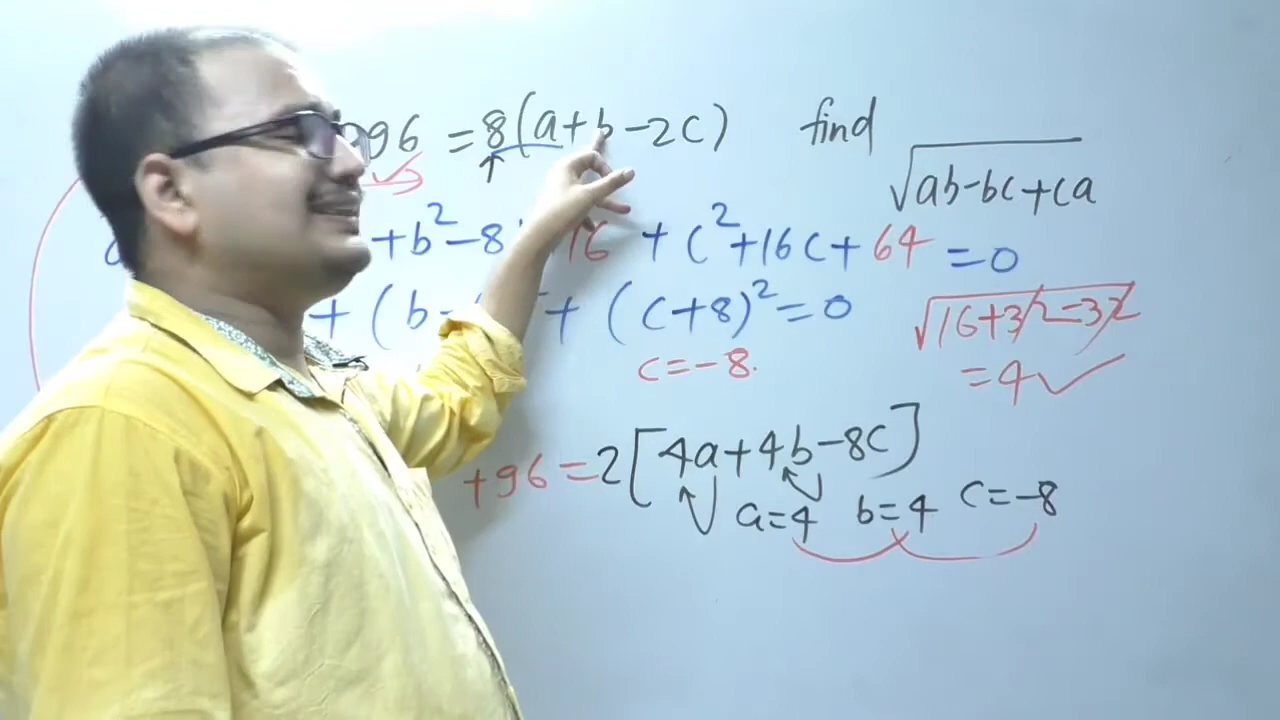 96 = 8(a+b-2c) find
√ab-bc+ca
+b²-8 16 + c²+16c+64 = 0
+ (b- + (c+8)² = 0
√16+32-32
c=-8.
=4✓
+96 = 2[4a+4b-8c]
a=4 b=4 c=-8